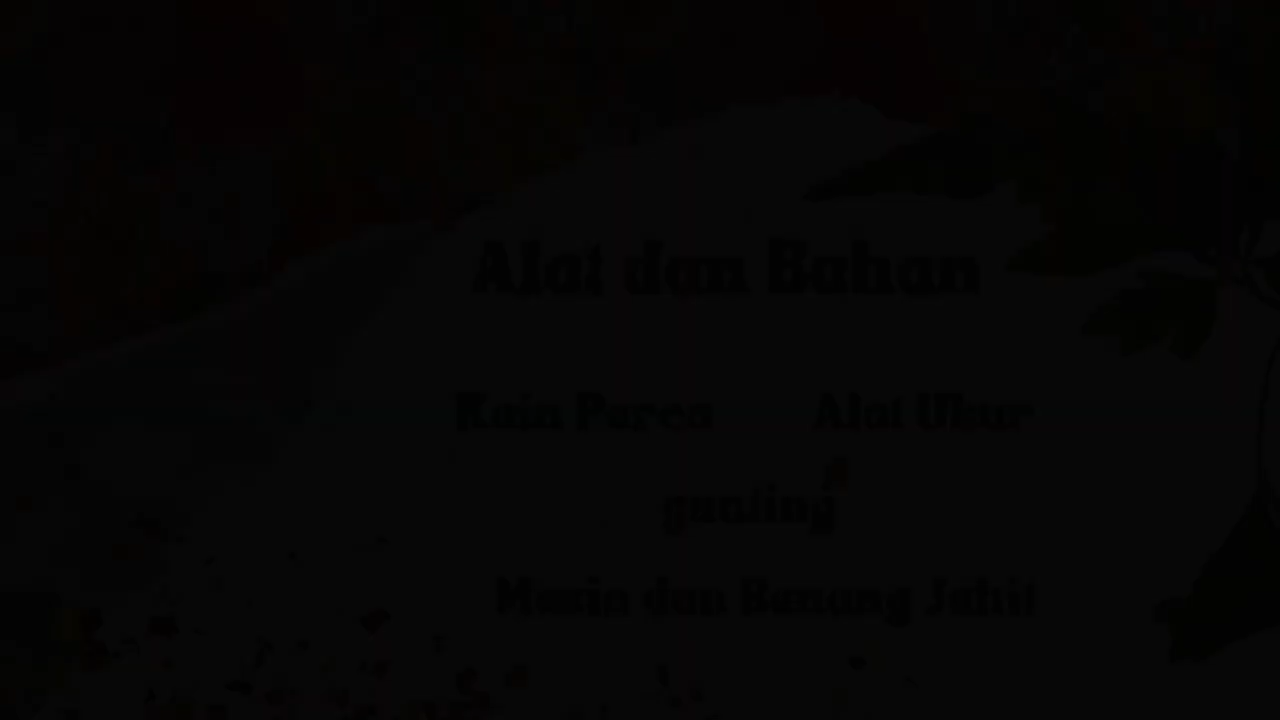 Alat dan Bahan
Kain Perca Alat Ukur
gunting
Mesin dan Benang Jahit